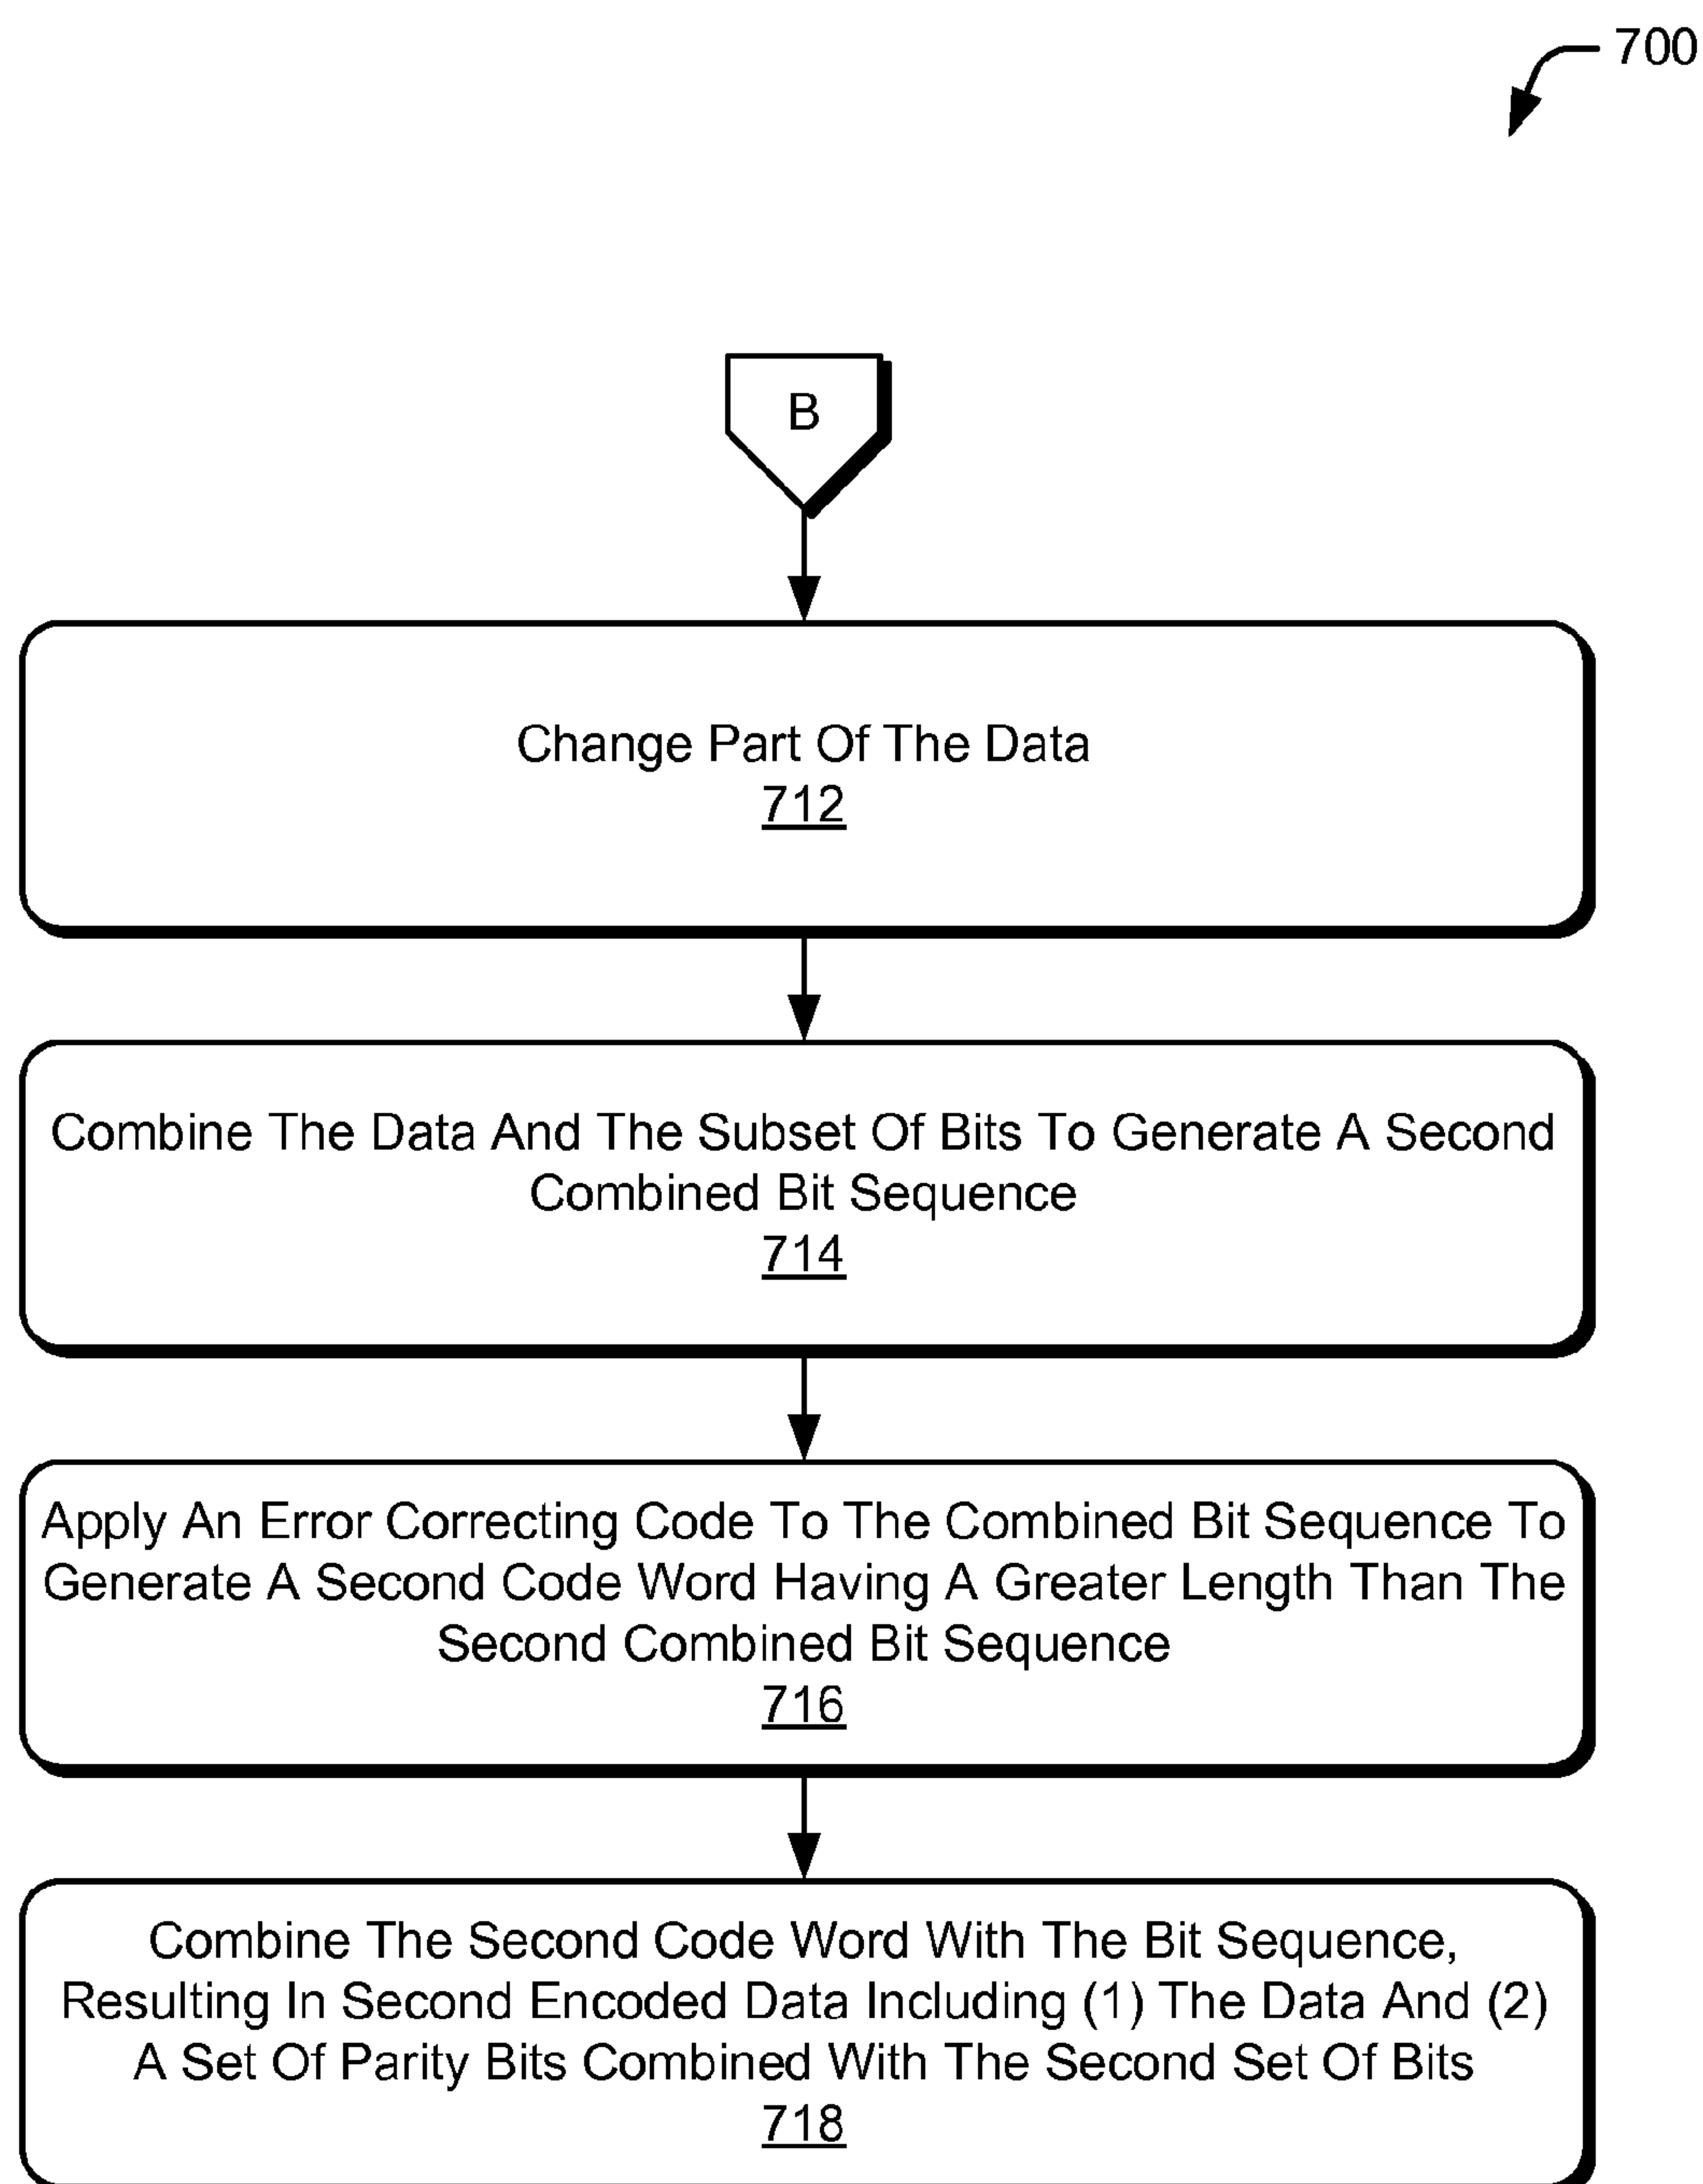 700
B
Change Part Of The Data
712
Combine The Data And The Subset Of Bits To Generate A Second
Combined Bit Sequence
714
Apply An Error Correcting Code To The Combined Bit Sequence To
Generate A Second Code Word Having A Greater Length Than The
Second Combined Bit Sequence
716
Combine The Second Code Word With The Bit Sequence,
Resulting In Second Encoded Data Including (1) The Data And (2)
A Set Of Parity Bits Combined With The Second Set Of Bits
718